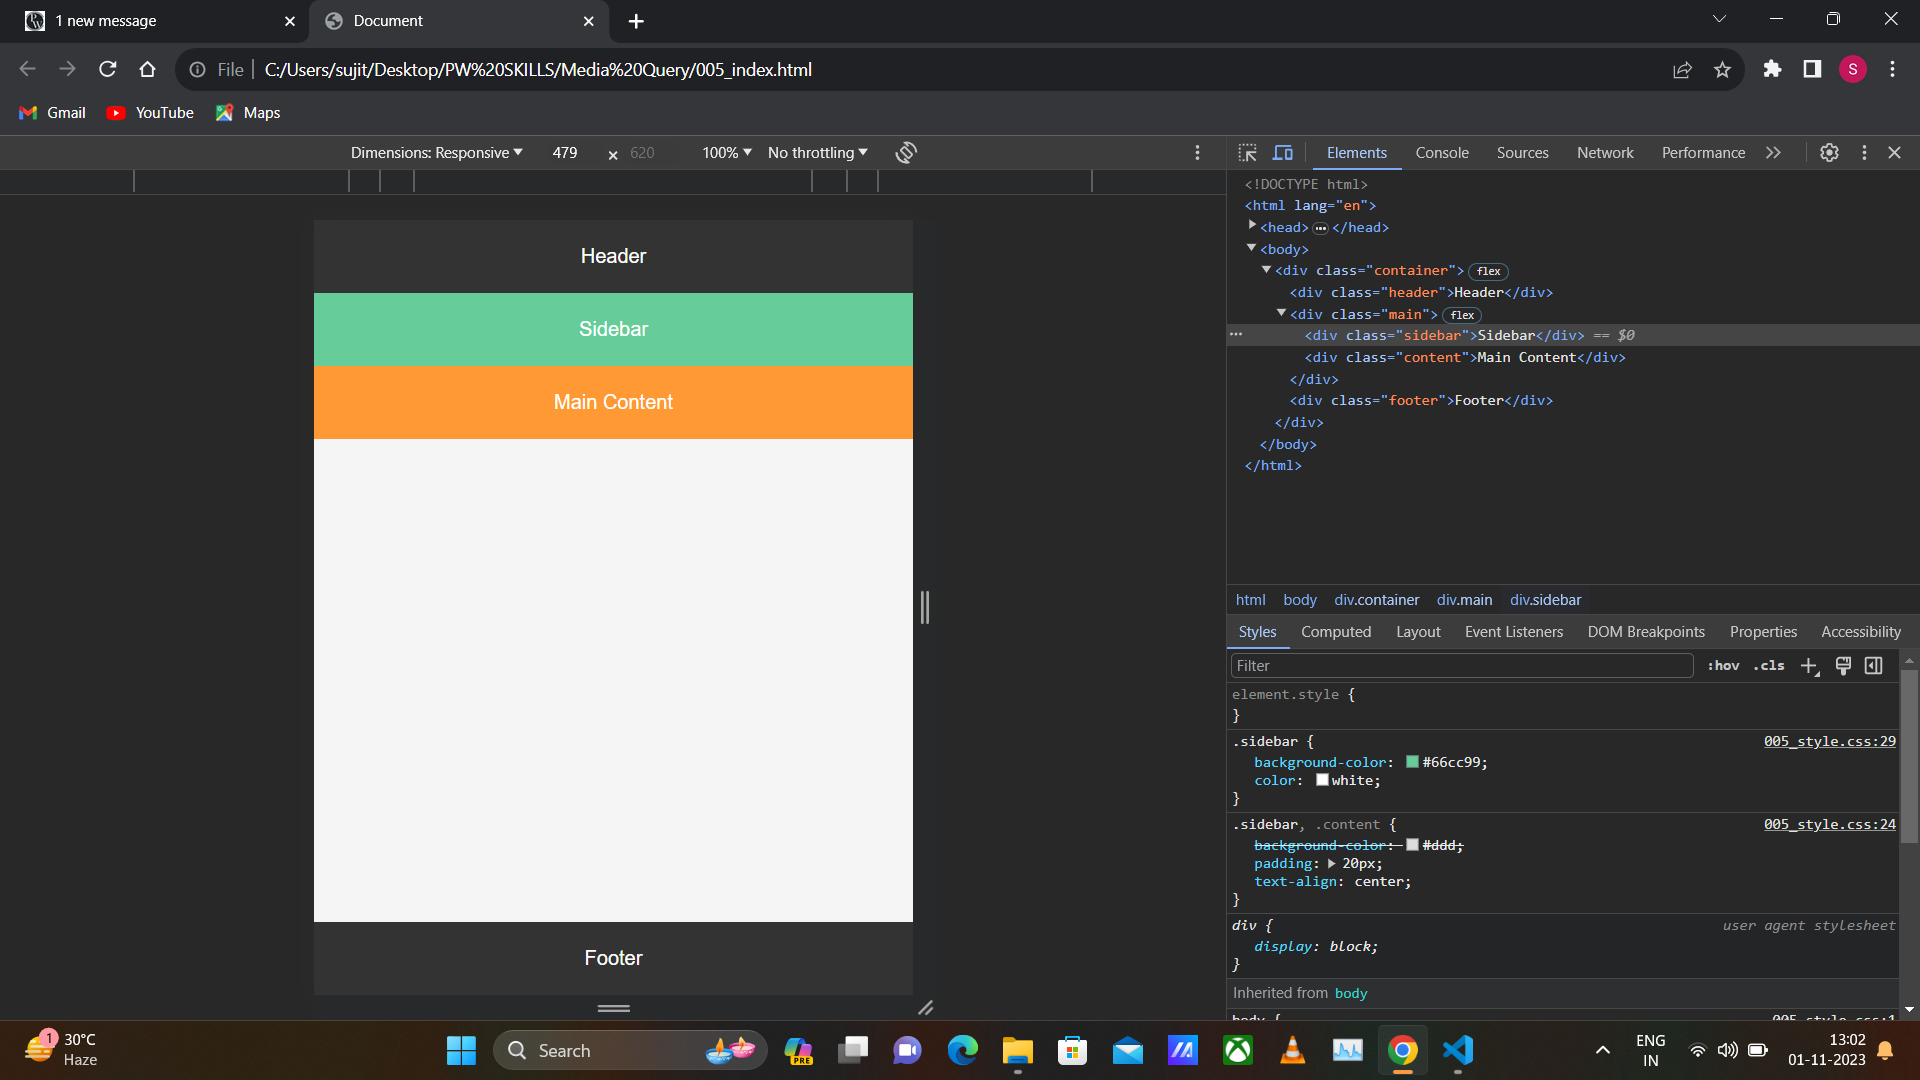 1 new message
Document
File
C:/Users/sujit/Desktop/PW%20SKILLS/Media%20Query/005_index.html
S
Gmail
YouTube
Maps
Dimensions: Responsive
479
×
620
100%
No throttling
Header
Sidebar
Main Content
Footer
Elements
Console
Sources
Network
Performance
<!DOCTYPE html>
<html lang="en">
<head>…</head>
<body>
<div class="container"> flex
<div class="header">Header</div>
<div class="main"> flex
<div class="sidebar">Sidebar</div> == $0
<div class="content">Main Content</div>
</div>
<div class="footer">Footer</div>
</div>
</body>
</html>
html body div.container div.main div.sidebar
Styles Computed Layout Event Listeners DOM Breakpoints Properties Accessibility
Filter :hov .cls
element.style {
}
.sidebar { 005_style.css:29
background-color: #66cc99;
color: white;
}
.sidebar, .content { 005_style.css:24
background-color: #ddd;
padding: 20px;
text-align: center;
}
div { user agent stylesheet
display: block;
}
Inherited from body
body { 005_style.css:1
1
30°C
Haze
Search
PRE
ENG
IN
13:02
01-11-2023